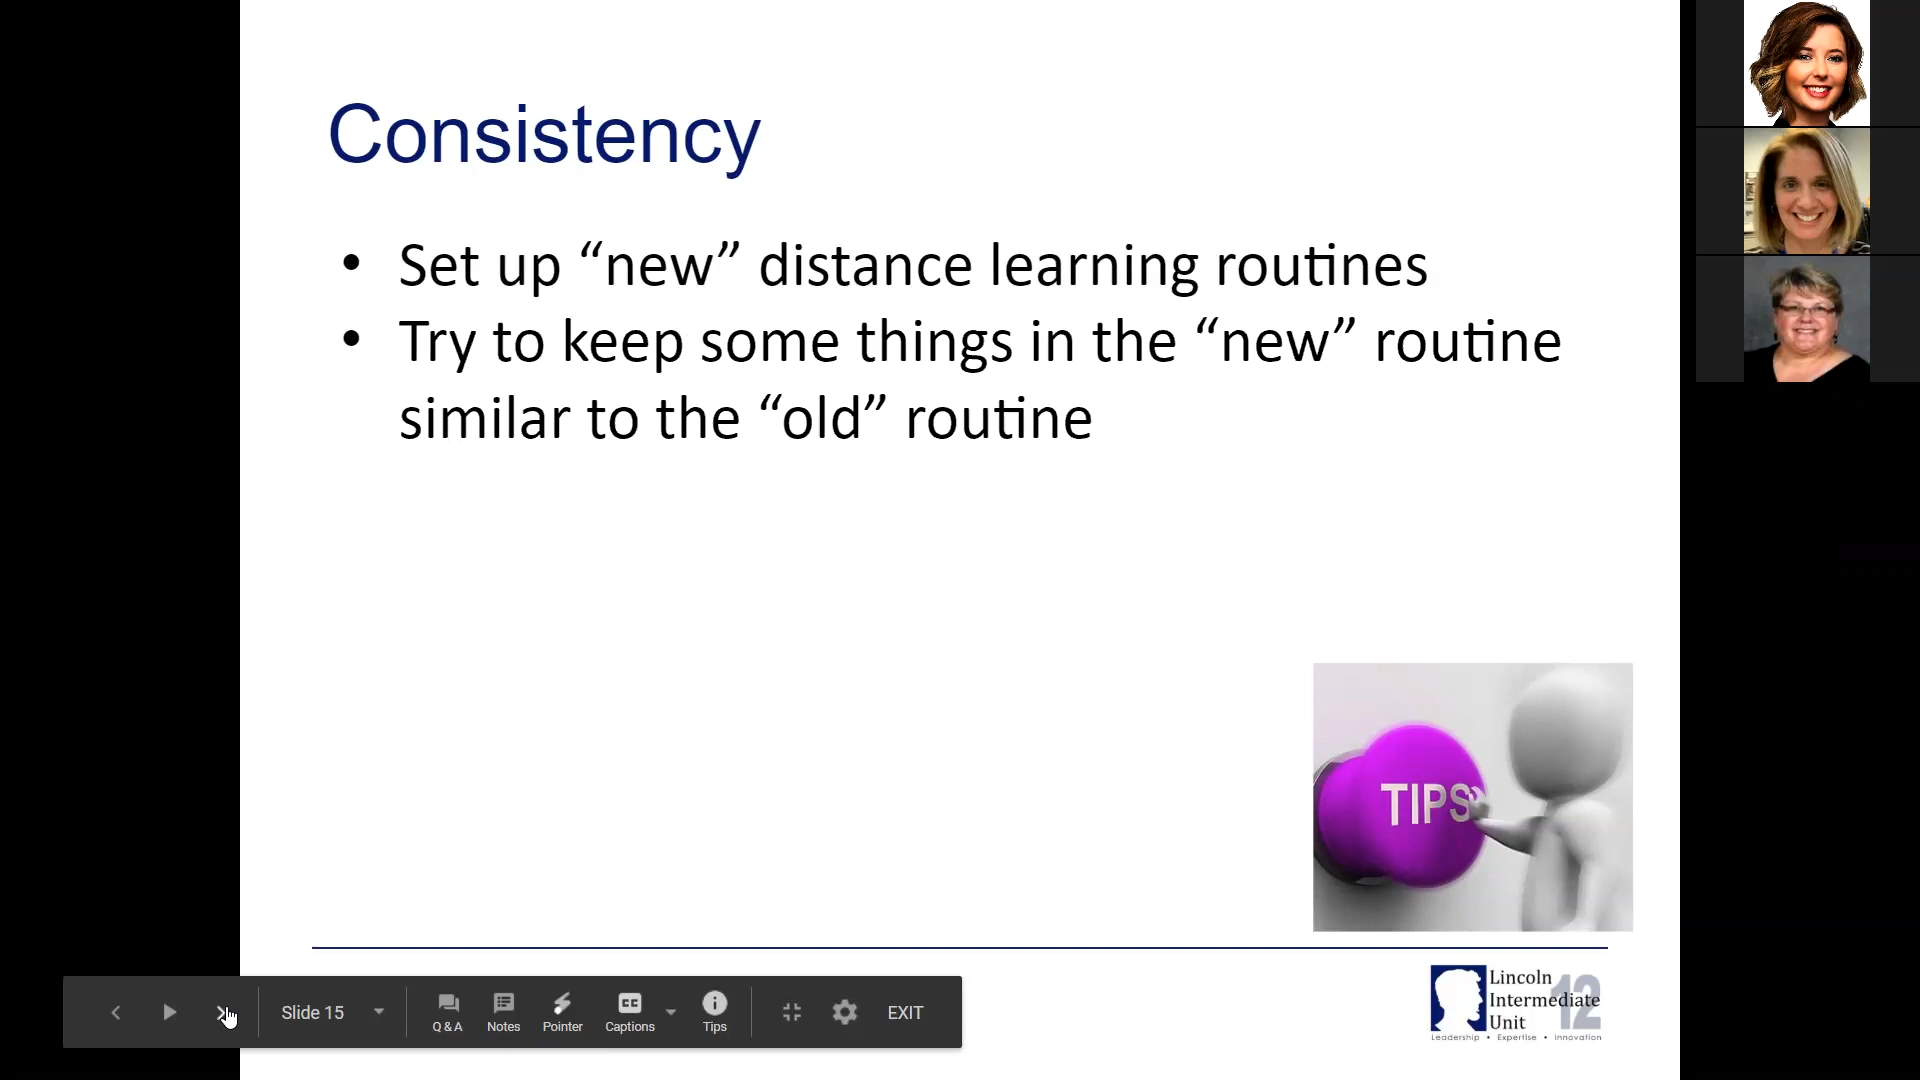 Consistency
• Set up “new” distance learning routines
• Try to keep some things in the “new” routine
similar to the “old” routine
TIPS
Lincoln
Intermediate
Unit
12
Leadership • Expertise • Innovation
Slide 15
Q & A
Notes
Pointer
CC
Captions
Tips
EXIT